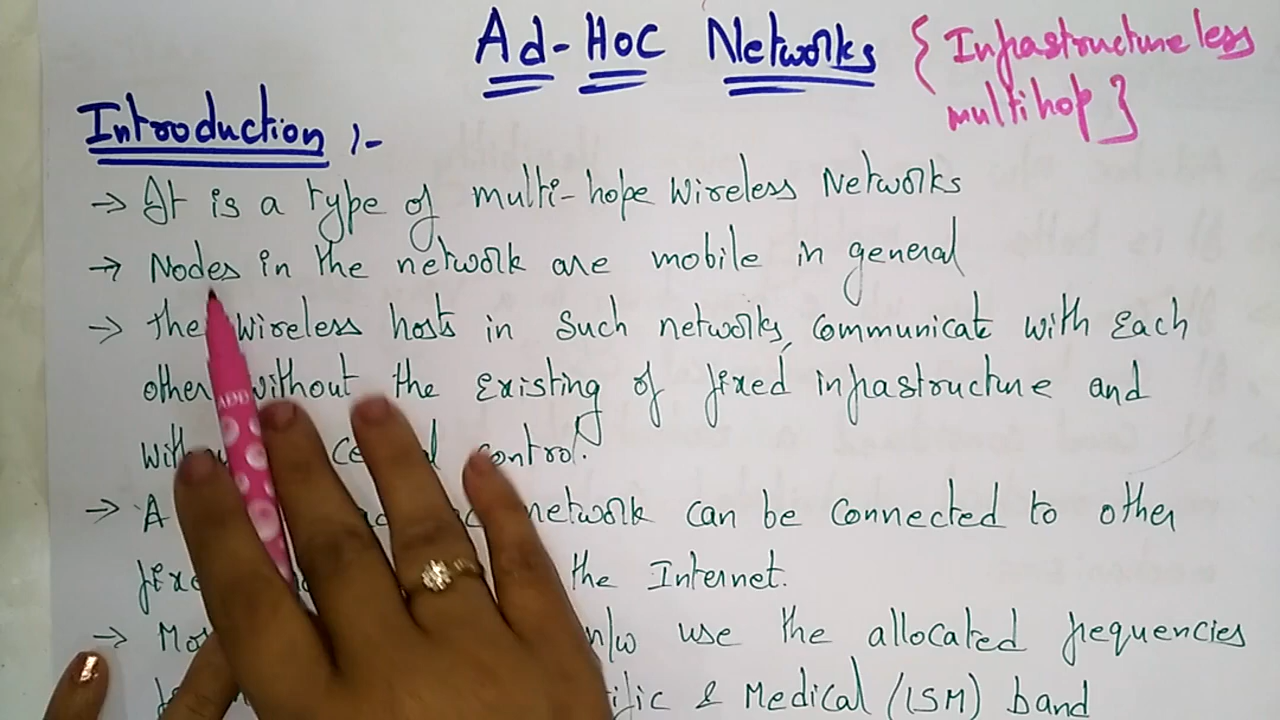 Ad-Hoc Networks { Infrastructureless
multihop }
Introduction :-
→ It is a type of multi-hope Wireless Networks
→ Nodes in the network are mobile in general
→ the wireless hosts in such networks, communicate with each
other without the existing of fixed infrastructure and
control.
→ A network can be connected to other
the Internet.
→ n/w use the allocated frequencies
& Medical (ISM) band